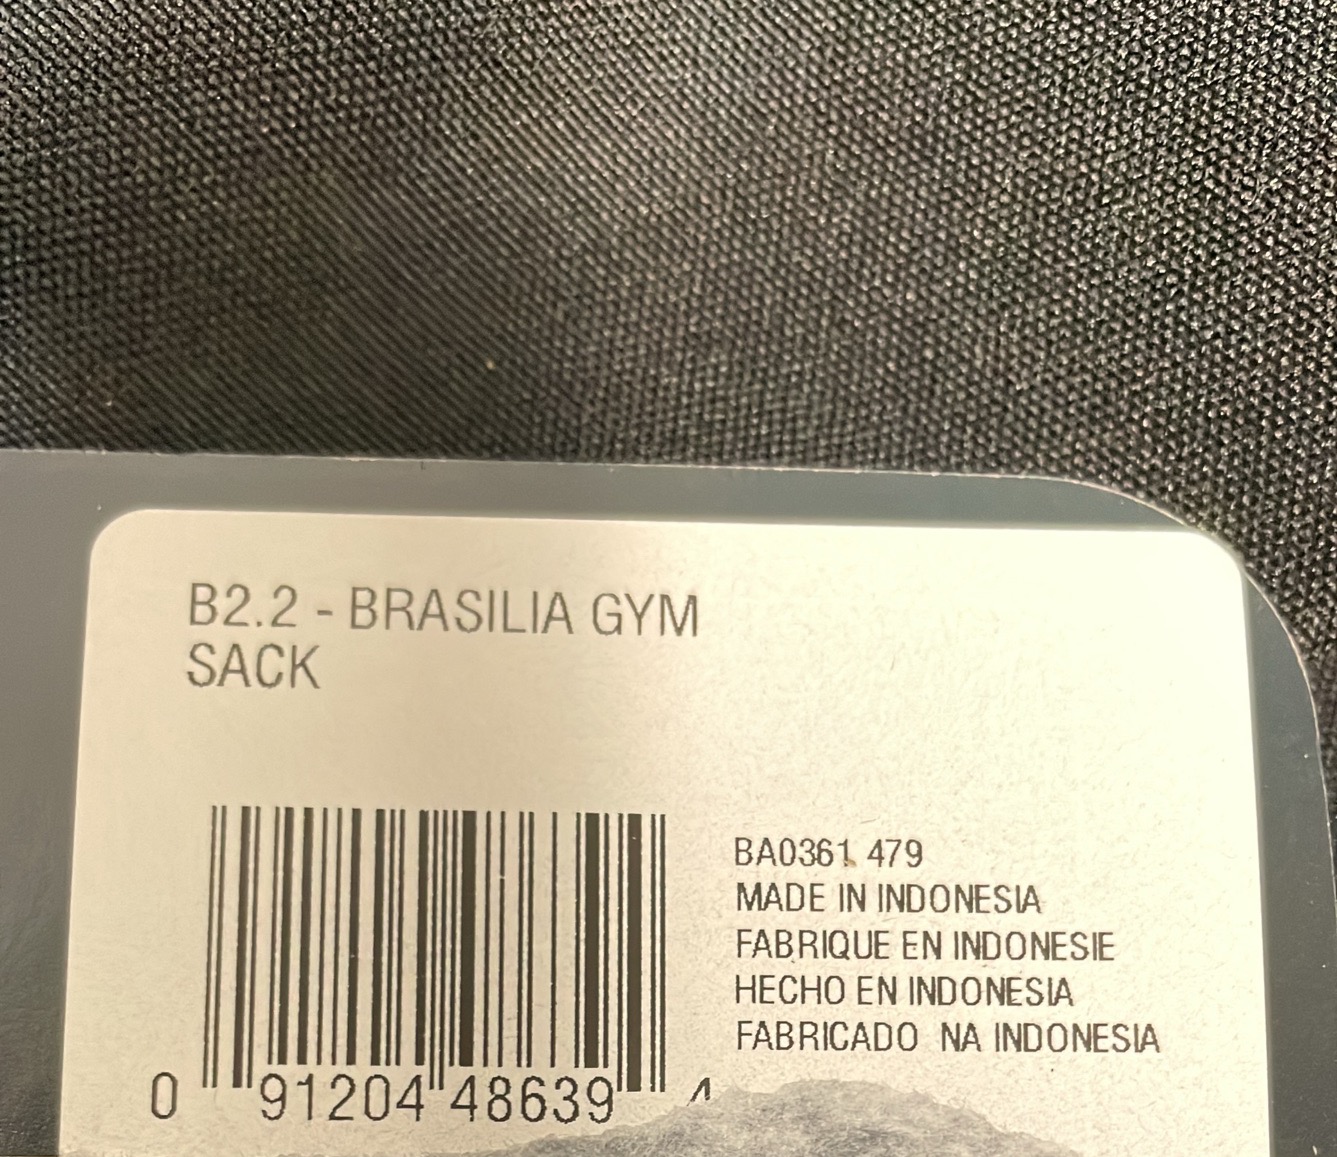 B2.2 - BRASILIA GYM
SACK
BA0361 479
MADE IN INDONESIA
FABRIQUE EN INDONESIE
HECHO EN INDONESIA
FABRICADO NA INDONESIA
0 91204 48639 4